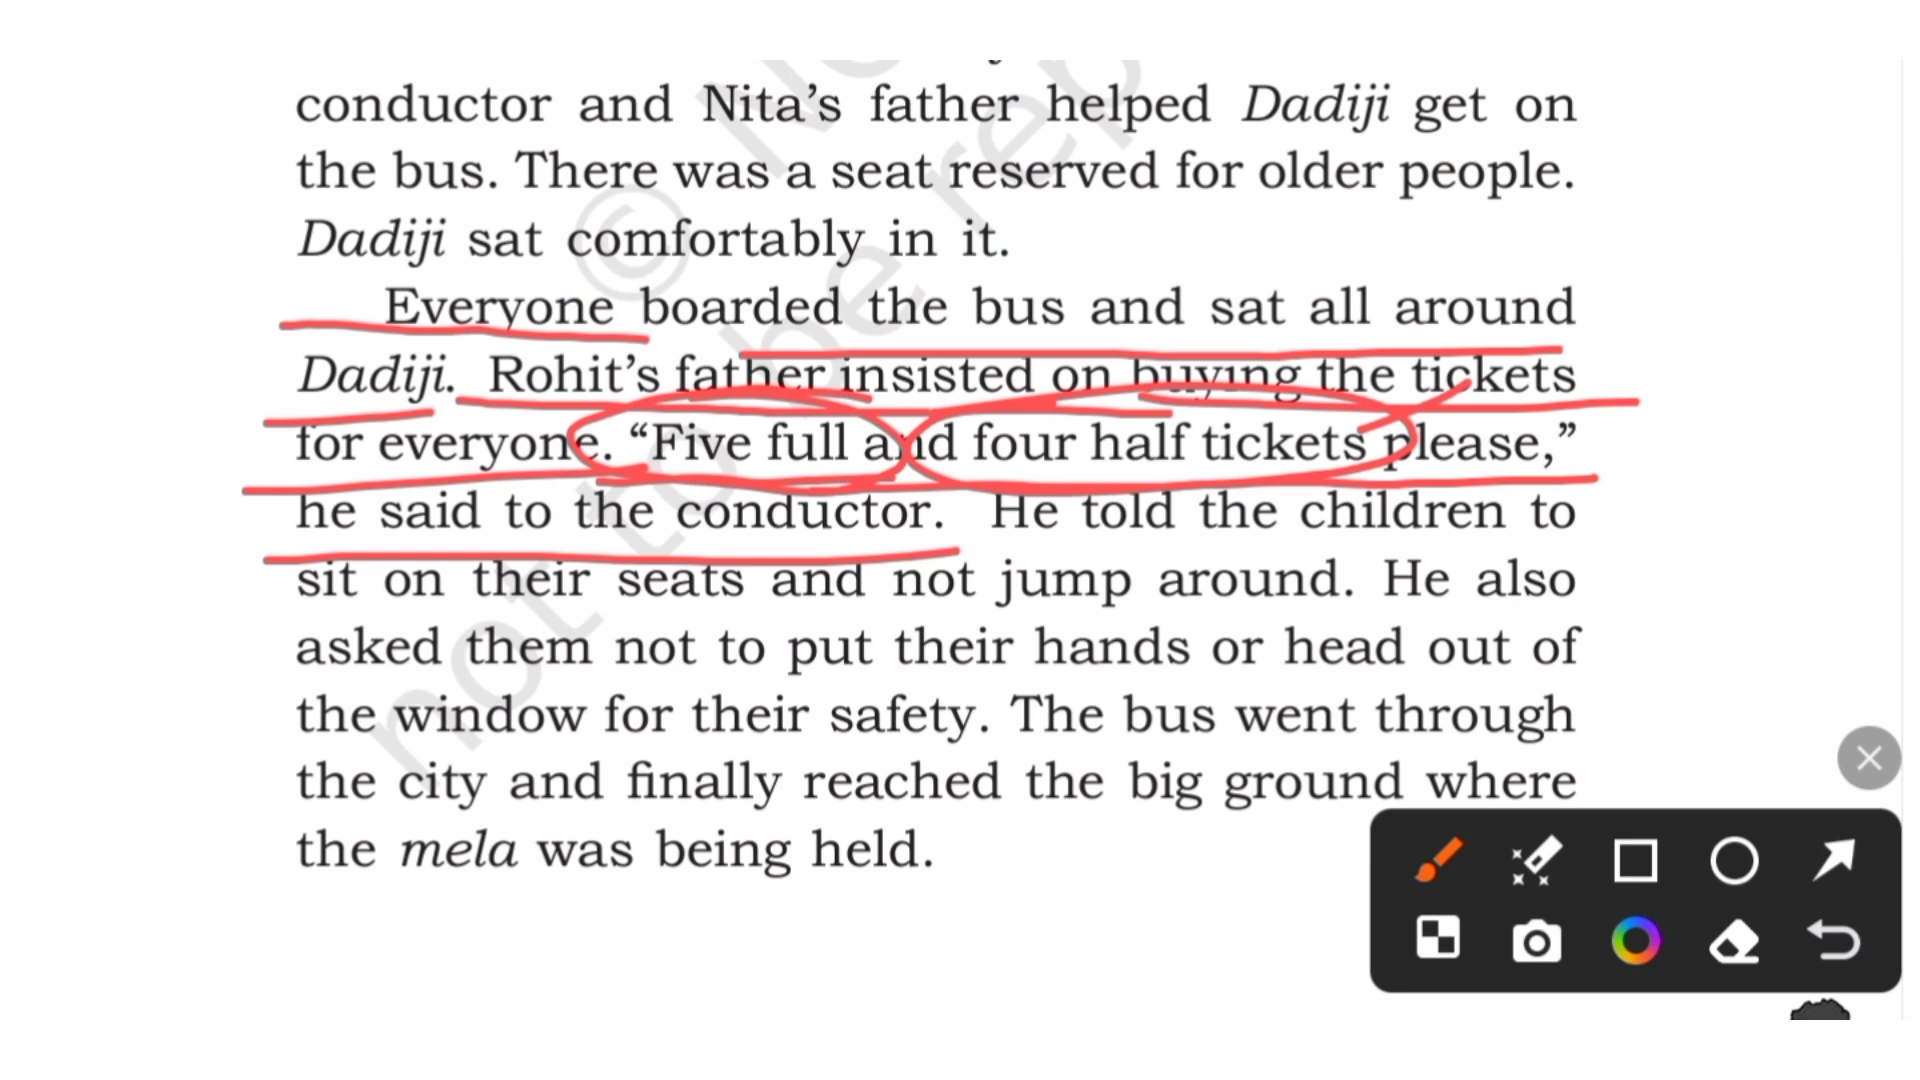 conductor and Nita's father helped Dadiji get on
the bus. There was a seat reserved for older people.
Dadiji sat comfortably in it.
Everyone boarded the bus and sat all around
Dadiji. Rohit's father insisted on buying the tickets
for everyone. “Five full and four half tickets please,”
he said to the conductor. He told the children to
sit on their seats and not jump around. He also
asked them not to put their hands or head out of
the window for their safety. The bus went through
the city and finally reached the big ground where
the mela was being held.
© No
not to be rep